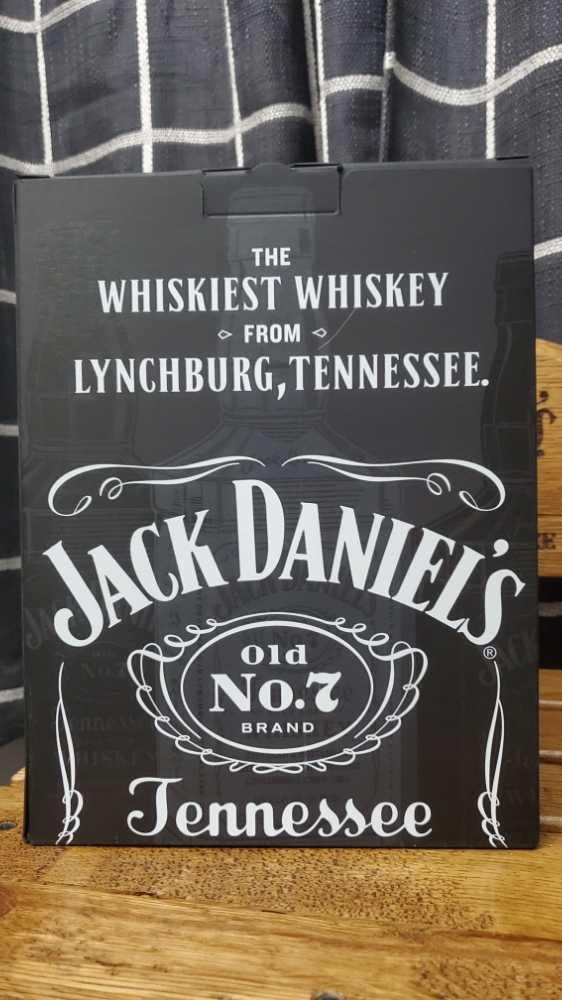 THE
WHISKIEST WHISKEY
FROM
LYNCHBURG, TENNESSEE.
JACK DANIEL'S
®
Old
No.7
BRAND
Tennessee